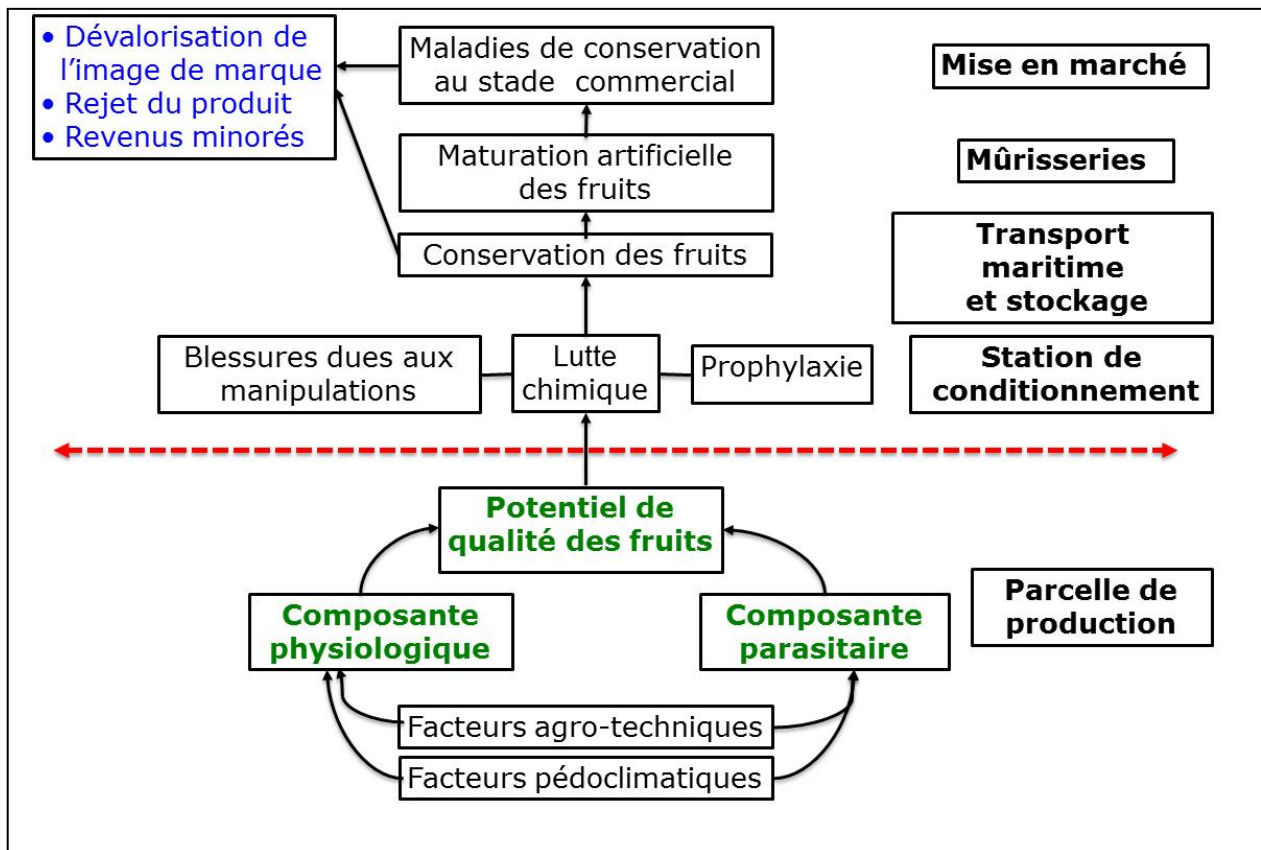 • Dévalorisation de
l'image de marque
• Rejet du produit
• Revenus minorés
Maladies de conservation
au stade commercial
Mise en marché
Maturation artificielle
des fruits
Mûrisseries
Conservation des fruits
Transport
maritime
et stockage
Blessures dues aux
manipulations
Lutte
chimique
Prophylaxie
Station de
conditionnement
Potentiel de
qualité des fruits
Composante
physiologique
Composante
parasitaire
Parcelle de
production
Facteurs agro-techniques
Facteurs pédoclimatiques